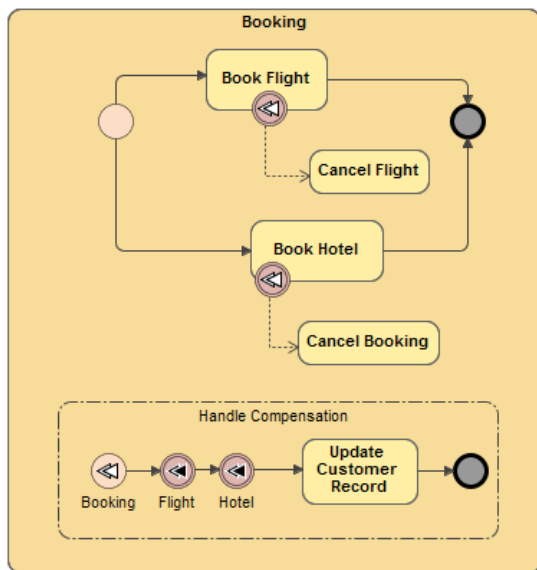 Booking
Book Flight
Cancel Flight
Book Hotel
Cancel Booking
Handle Compensation
Update
Customer
Record
Booking
Flight
Hotel